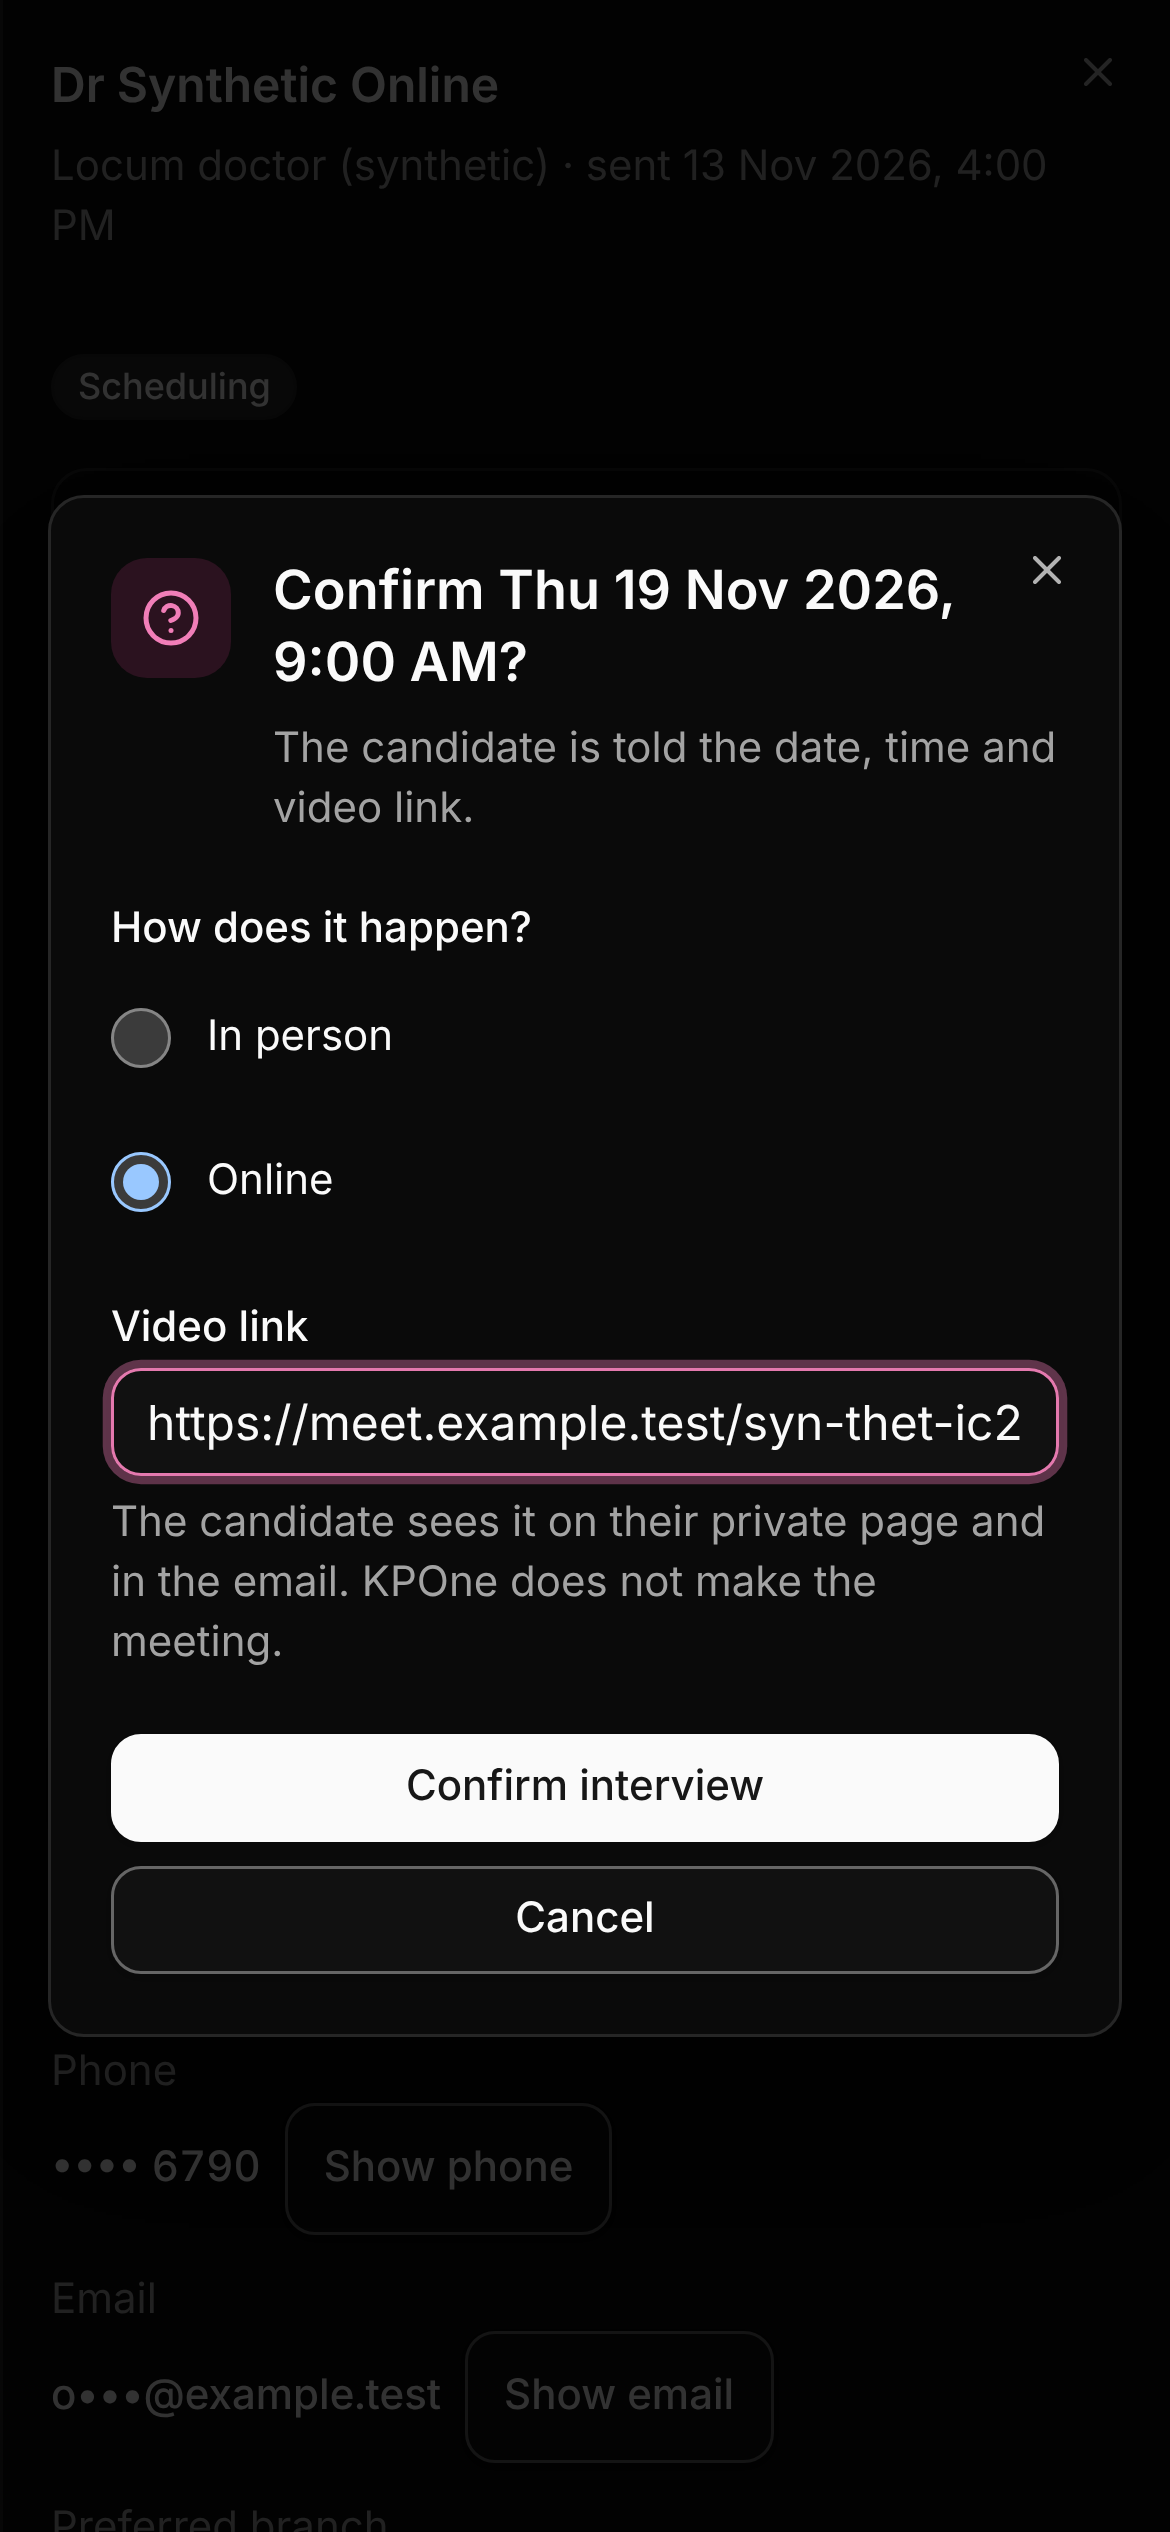 Dr Synthetic Online
Locum doctor (synthetic) · sent 13 Nov 2026, 4:00
PM
Scheduling
Confirm Thu 19 Nov 2026,
9:00 AM?
The candidate is told the date, time and
video link.
How does it happen?
In person
Online
Video link
https://meet.example.test/syn-thet-ic2
The candidate sees it on their private page and
in the email. KPOne does not make the
meeting.
Confirm interview
Cancel
Phone
•••• 6790
Show phone
Email
o•••@example.test
Show email
Preferred branch